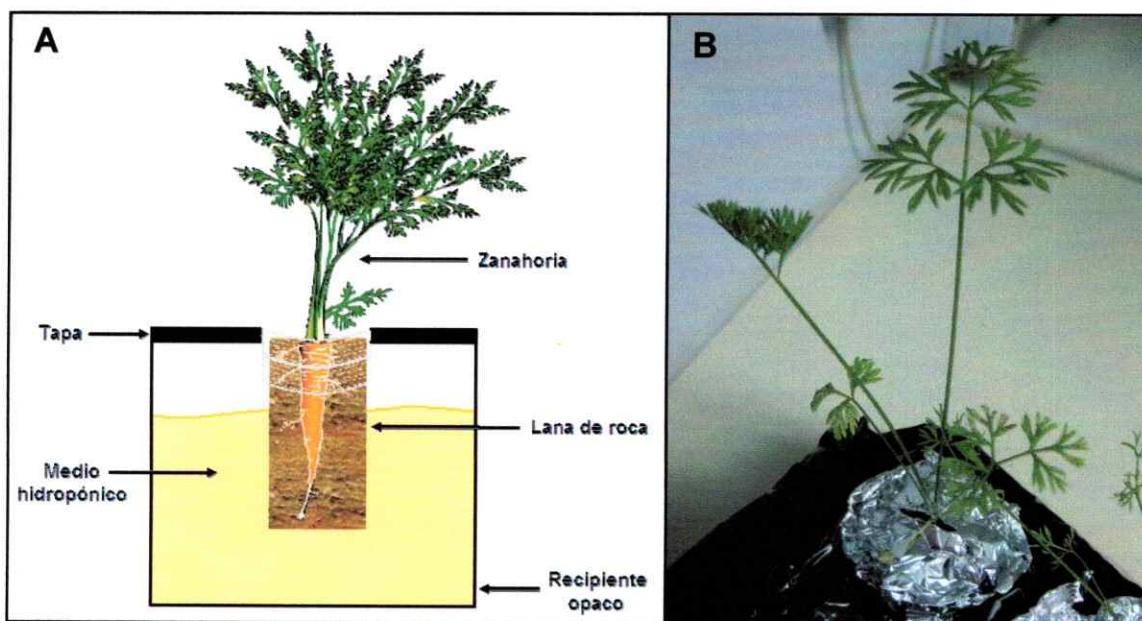 A
B
Zanahoria
Tapa
Lana de roca
Medio
hidropónico
Recipiente
opaco